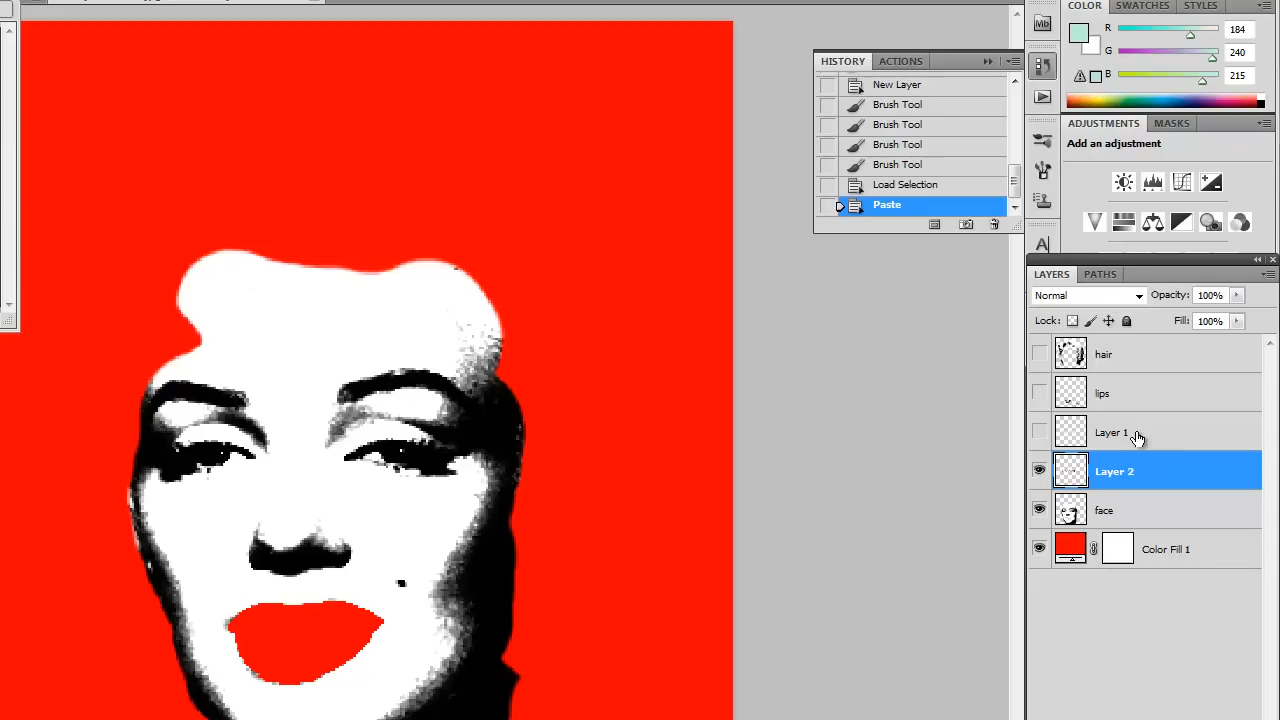 COLOR SWATCHES STYLES
R 184
G 240
B 215
Mb
HISTORY ACTIONS
New Layer
Brush Tool
Brush Tool
Brush Tool
Brush Tool
Load Selection
Paste
ADJUSTMENTS MASKS
Add an adjustment
A
LAYERS PATHS
Normal Opacity: 100%
Lock: Fill: 100%
hair
lips
Layer 1
Layer 2
face
Color Fill 1